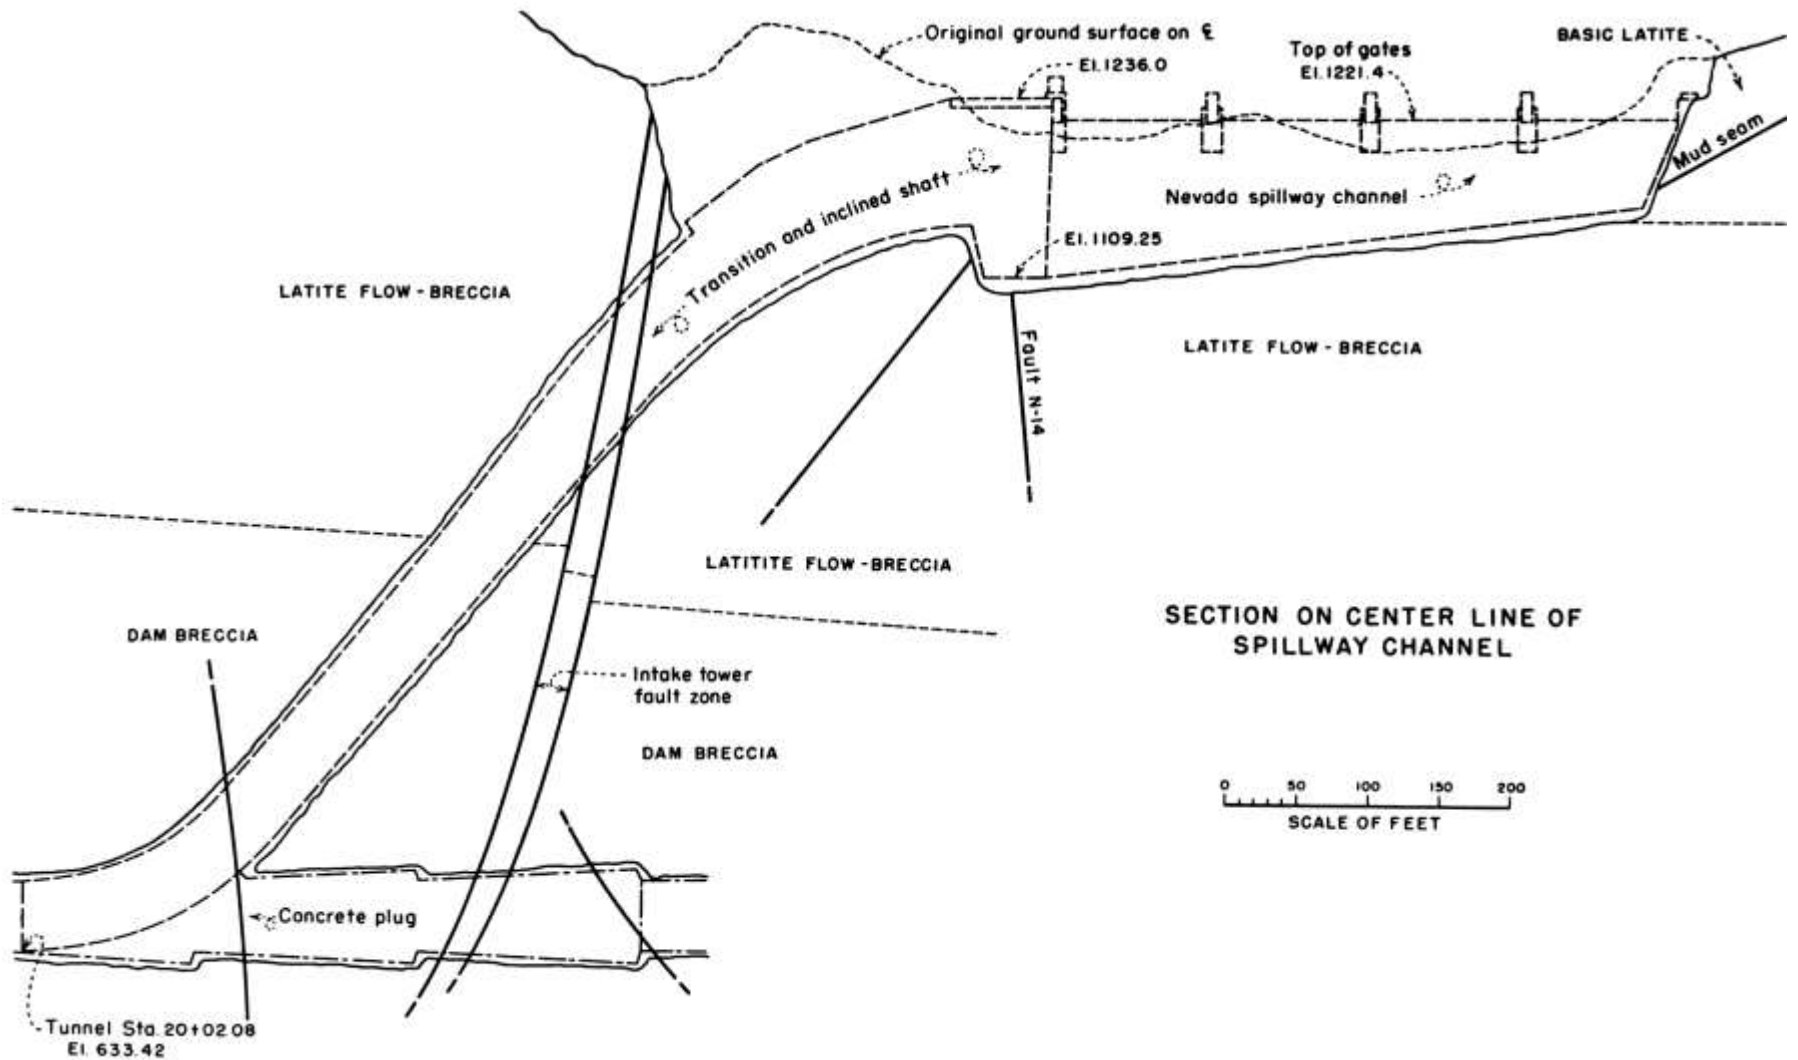 Original ground surface on ℄
El. 1236.0
Top of gates
El. 1221.4
BASIC LATITE
Mud seam
Transition and inclined shaft
Nevada spillway channel
El. 1109.25
LATITE FLOW - BRECCIA
Fault N-14
LATITE FLOW - BRECCIA
LATITITE FLOW - BRECCIA
SECTION ON CENTER LINE OF
SPILLWAY CHANNEL
DAM BRECCIA
Intake tower
fault zone
DAM BRECCIA
0 50 100 150 200
SCALE OF FEET
Concrete plug
Tunnel Sta. 20+02.08
El. 633.42